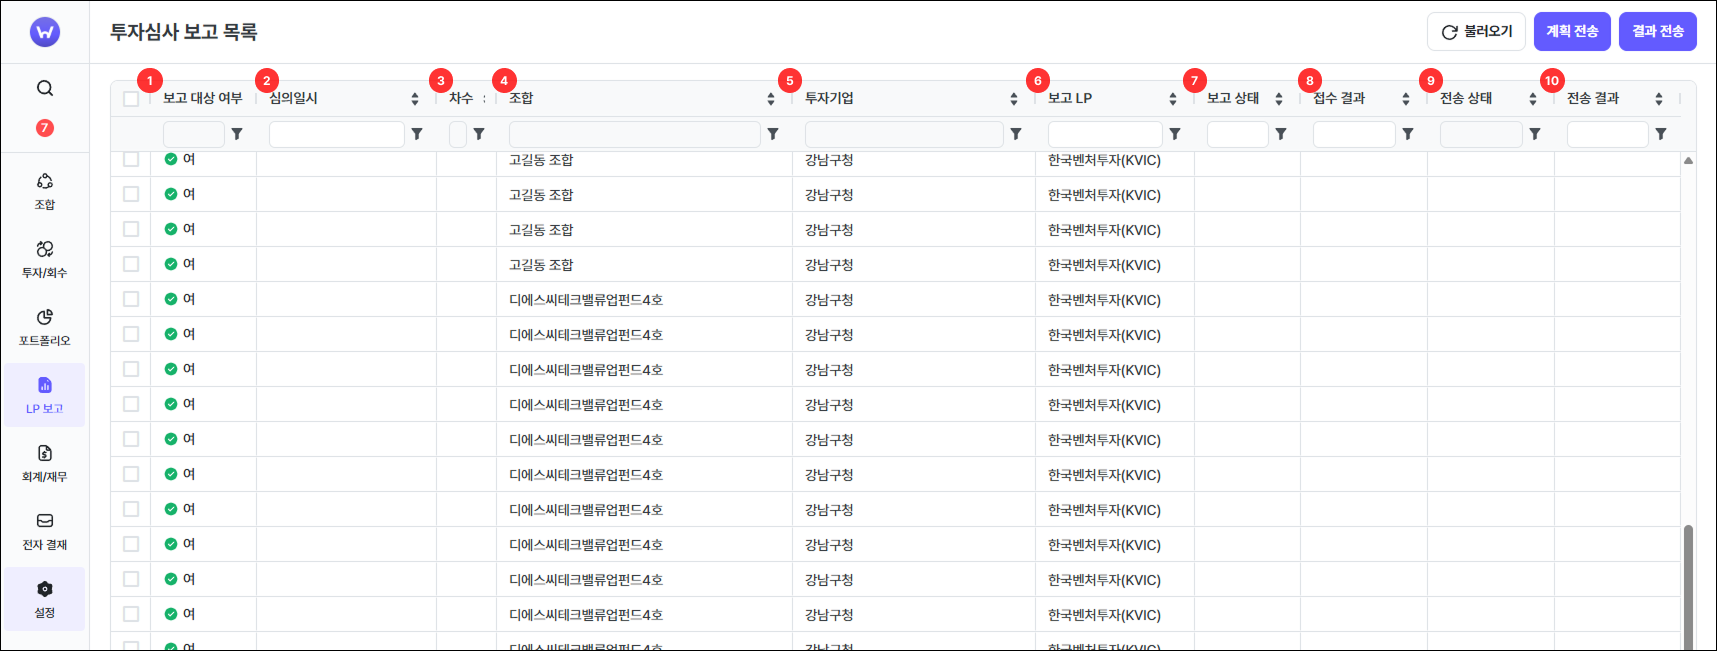 투자심사 보고 목록
불러오기
계획 전송
결과 전송
7
조합
투자/회수
포트폴리오
LP 보고
회계/재무
전자 결재
설정
1 2 3 4 5 6 7 8 9 10
보고 대상 여부 심의일시 차수 조합 투자기업 보고 LP 보고 상태 접수 결과 전송 상태 전송 결과
여 고길동 조합 강남구청 한국벤처투자(KVIC)
여 고길동 조합 강남구청 한국벤처투자(KVIC)
여 고길동 조합 강남구청 한국벤처투자(KVIC)
여 고길동 조합 강남구청 한국벤처투자(KVIC)
여 디에스씨테크밸류업펀드4호 강남구청 한국벤처투자(KVIC)
여 디에스씨테크밸류업펀드4호 강남구청 한국벤처투자(KVIC)
여 디에스씨테크밸류업펀드4호 강남구청 한국벤처투자(KVIC)
여 디에스씨테크밸류업펀드4호 강남구청 한국벤처투자(KVIC)
여 디에스씨테크밸류업펀드4호 강남구청 한국벤처투자(KVIC)
여 디에스씨테크밸류업펀드4호 강남구청 한국벤처투자(KVIC)
여 디에스씨테크밸류업펀드4호 강남구청 한국벤처투자(KVIC)
여 디에스씨테크밸류업펀드4호 강남구청 한국벤처투자(KVIC)
여 디에스씨테크밸류업펀드4호 강남구청 한국벤처투자(KVIC)
여 디에스씨테크밸류업펀드4호 강남구청 한국벤처투자(KVIC)
여 디에스씨테크밸류업펀드4호 강남구청 한국벤처투자(KVIC)